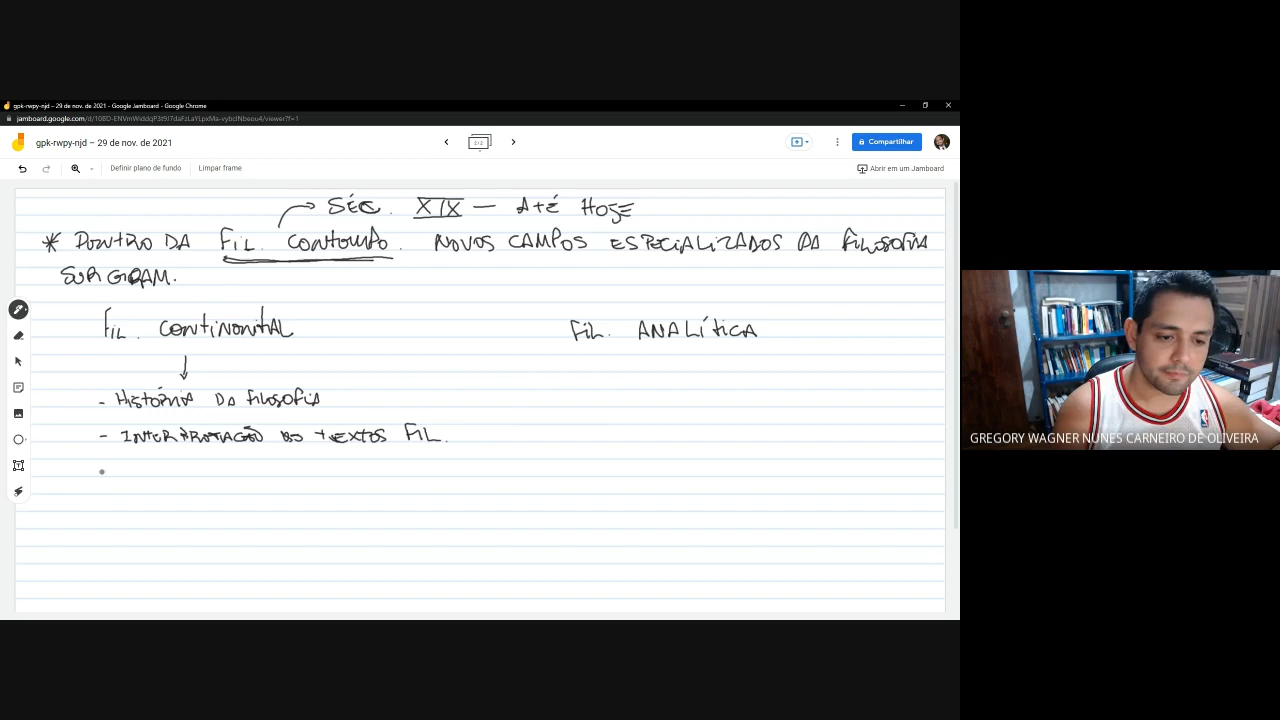 gpk-rwpy-njd – 29 de nov. de 2021 - Google Jamboard - Google Chrome
gpk-rwpy-njd – 29 de nov. de 2021
2/2
Compartilhar
Definir plano de fundo
Limpar frame
Abrir em um Jamboard
SÉC. XIX — ATÉ HOJE
* DENTRO DA FIL. CONTEMP. NOVOS CAMPOS ESPECIALIZADOS DA FILOSOFIA
SURGIRAM.
FIL. CONTINENTAL
FIL. ANALÍTICA
- HISTÓRIA DA FILOSOFIA
- INTERPRETAÇÃO DOS TEXTOS FIL.
GREGORY WAGNER NUNES CARNEIRO DE OLIVEIRA